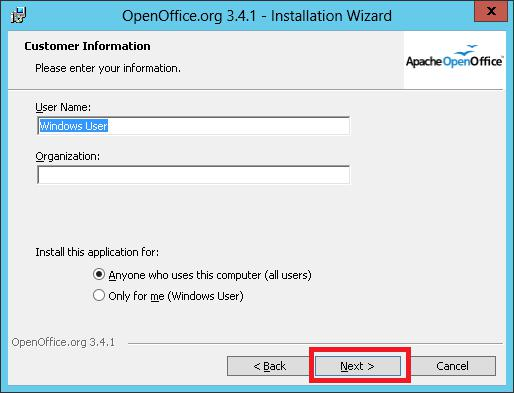 OpenOffice.org 3.4.1 - Installation Wizard
X
Customer Information
Please enter your information.
Apache OpenOffice™
User Name:
Windows User
Organization:
Install this application for:
Anyone who uses this computer (all users)
Only for me (Windows User)
OpenOffice.org 3.4.1
< Back Next > Cancel